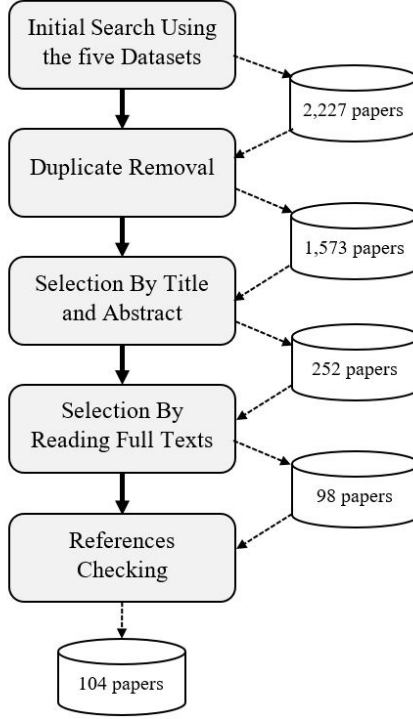 Initial Search Using
the five Datasets
2,227 papers
Duplicate Removal
1,573 papers
Selection By Title
and Abstract
252 papers
Selection By
Reading Full Texts
98 papers
References
Checking
104 papers